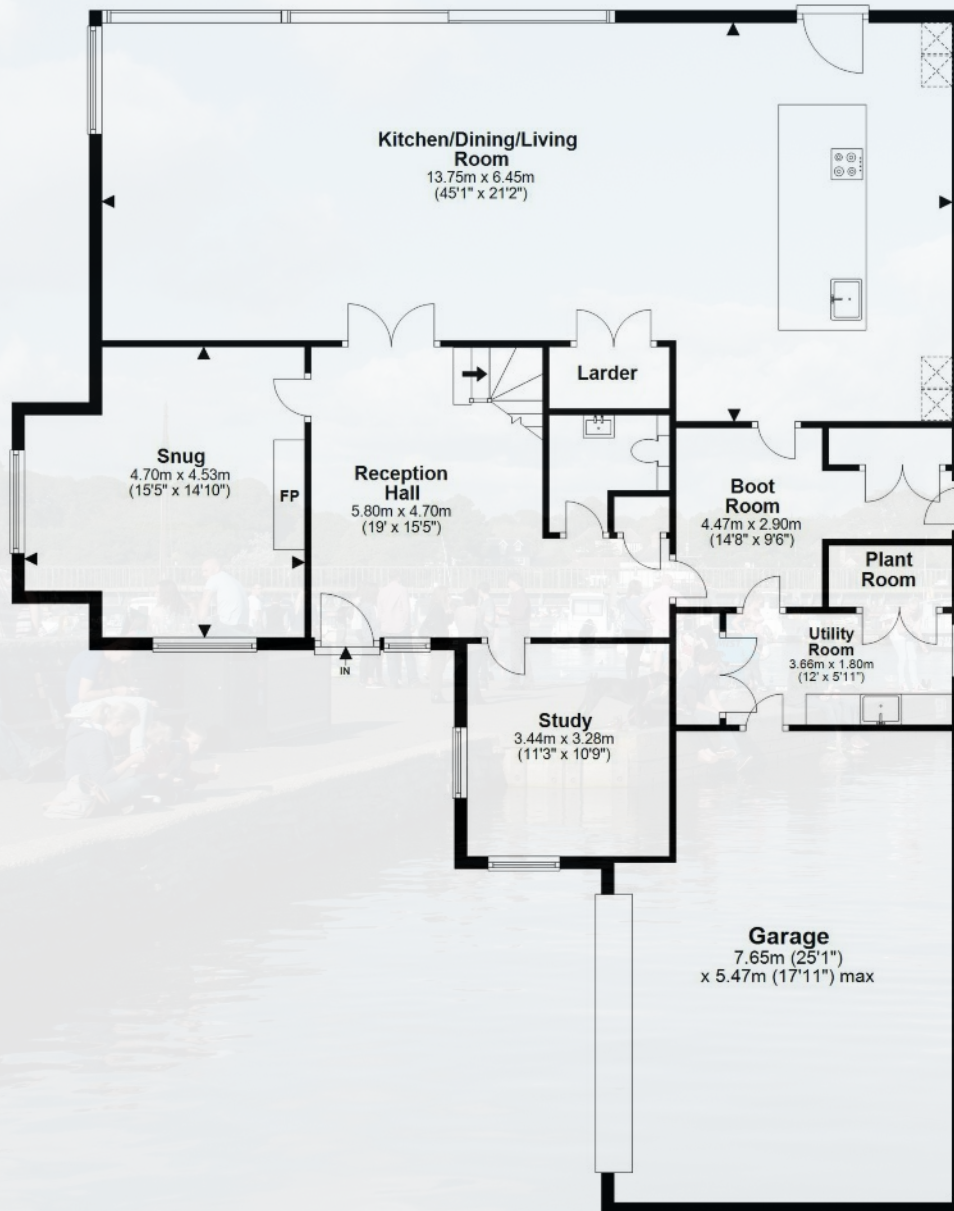 Kitchen/Dining/Living
Room
13.75m x 6.45m
(45'1" x 21'2")
Larder
Snug
4.70m x 4.53m
(15'5" x 14'10")
FP
Reception
Hall
5.80m x 4.70m
(19' x 15'5")
Boot
Room
4.47m x 2.90m
(14'8" x 9'6")
Plant
Room
Utility
Room
3.66m x 1.80m
(12' x 5'11")
IN
Study
3.44m x 3.28m
(11'3" x 10'9")
Garage
7.65m (25'1")
x 5.47m (17'11") max